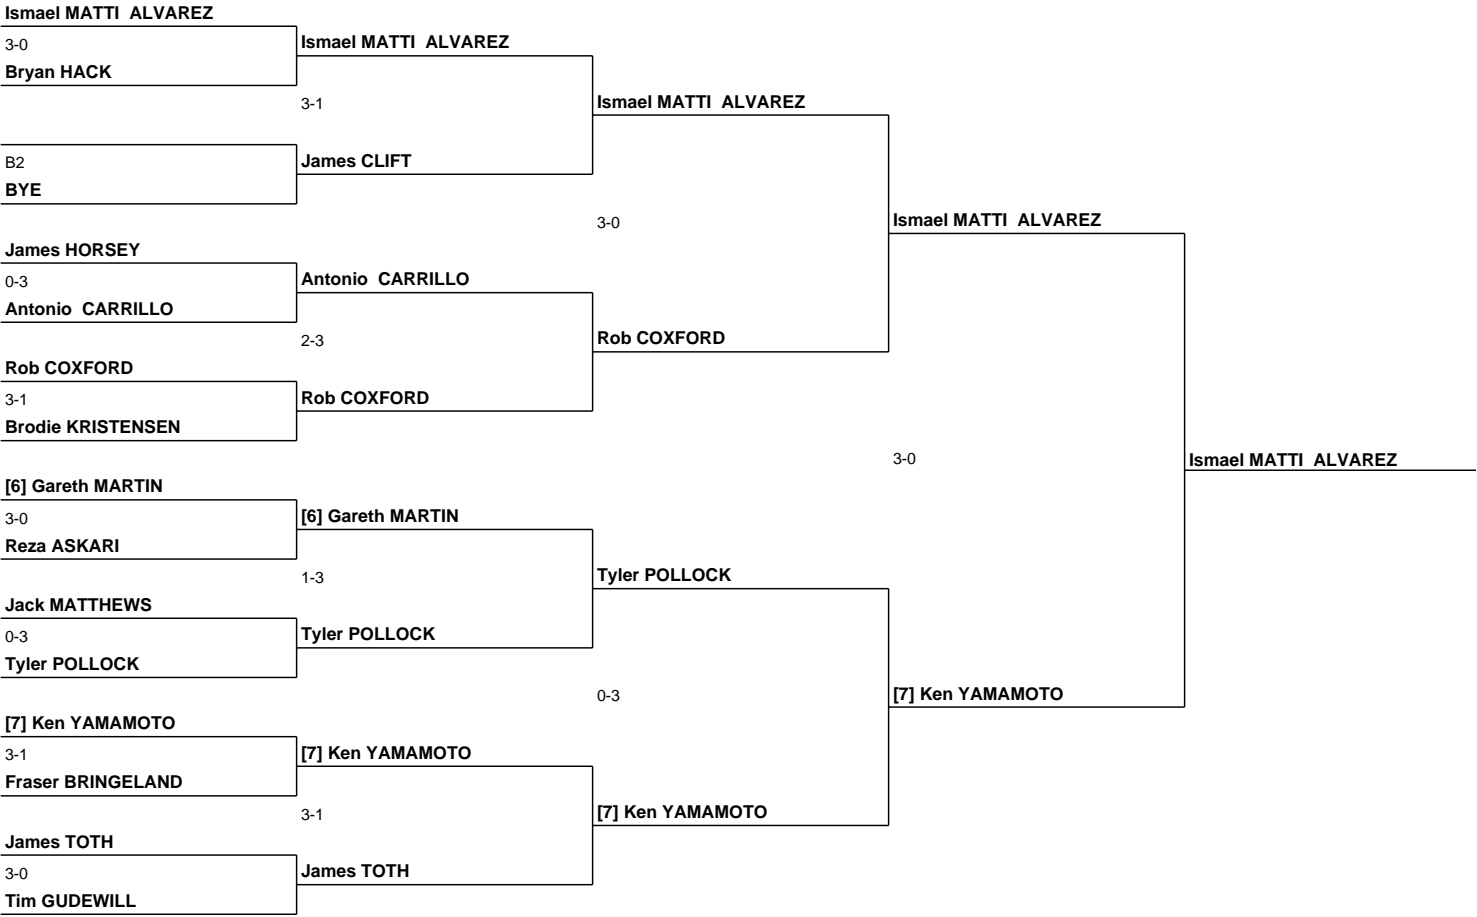 Ismael MATTI  ALVAREZ
3-0
Bryan HACK
B2
BYE
James HORSEY
0-3
Antonio  CARRILLO
Rob COXFORD
3-1
Brodie KRISTENSEN
[6] Gareth MARTIN
3-0
Reza ASKARI
Jack MATTHEWS
0-3
Tyler POLLOCK
[7] Ken YAMAMOTO
3-1
Fraser BRINGELAND
James TOTH
3-0
Tim GUDEWILL
Ismael MATTI  ALVAREZ
3-1
James CLIFT
Antonio  CARRILLO
2-3
Rob COXFORD
[6] Gareth MARTIN
1-3
Tyler POLLOCK
[7] Ken YAMAMOTO
3-1
James TOTH
Ismael MATTI  ALVAREZ
3-0
Rob COXFORD
Tyler POLLOCK
0-3
[7] Ken YAMAMOTO
Ismael MATTI  ALVAREZ
3-0
[7] Ken YAMAMOTO
Ismael MATTI  ALVAREZ